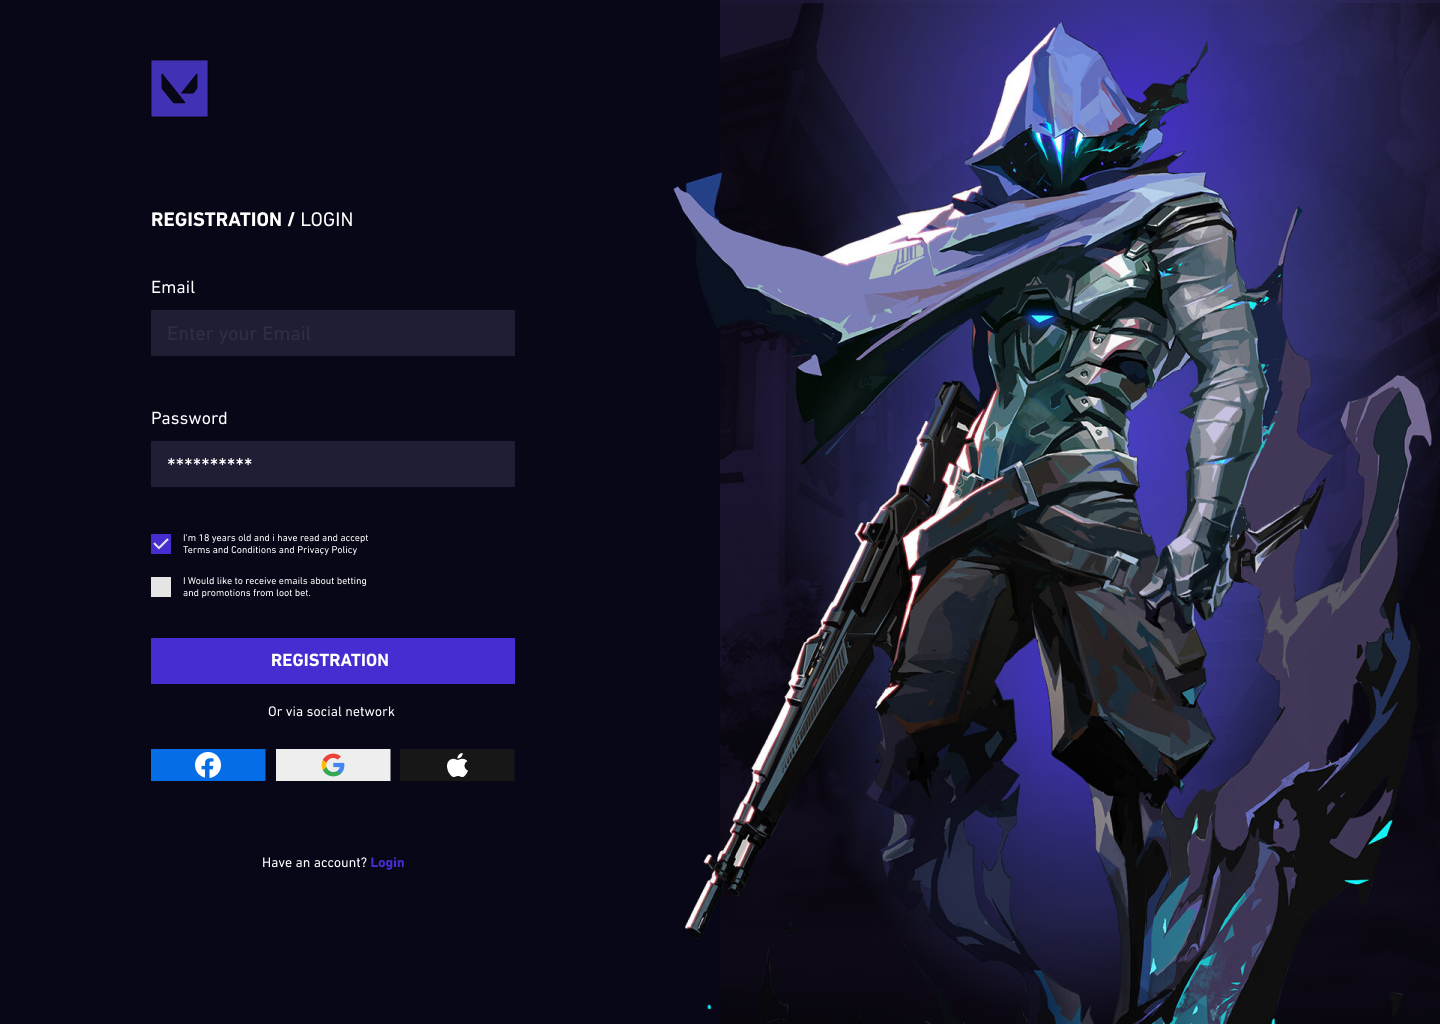 REGISTRATION / LOGIN
Email
Enter your Email
Password
**********
I'm 18 years old and i have read and accept
Terms and Conditions and Privacy Policy
I Would like to receive emails about betting
and promotions from loot bet.
REGISTRATION
Or via social network
Have an account? Login